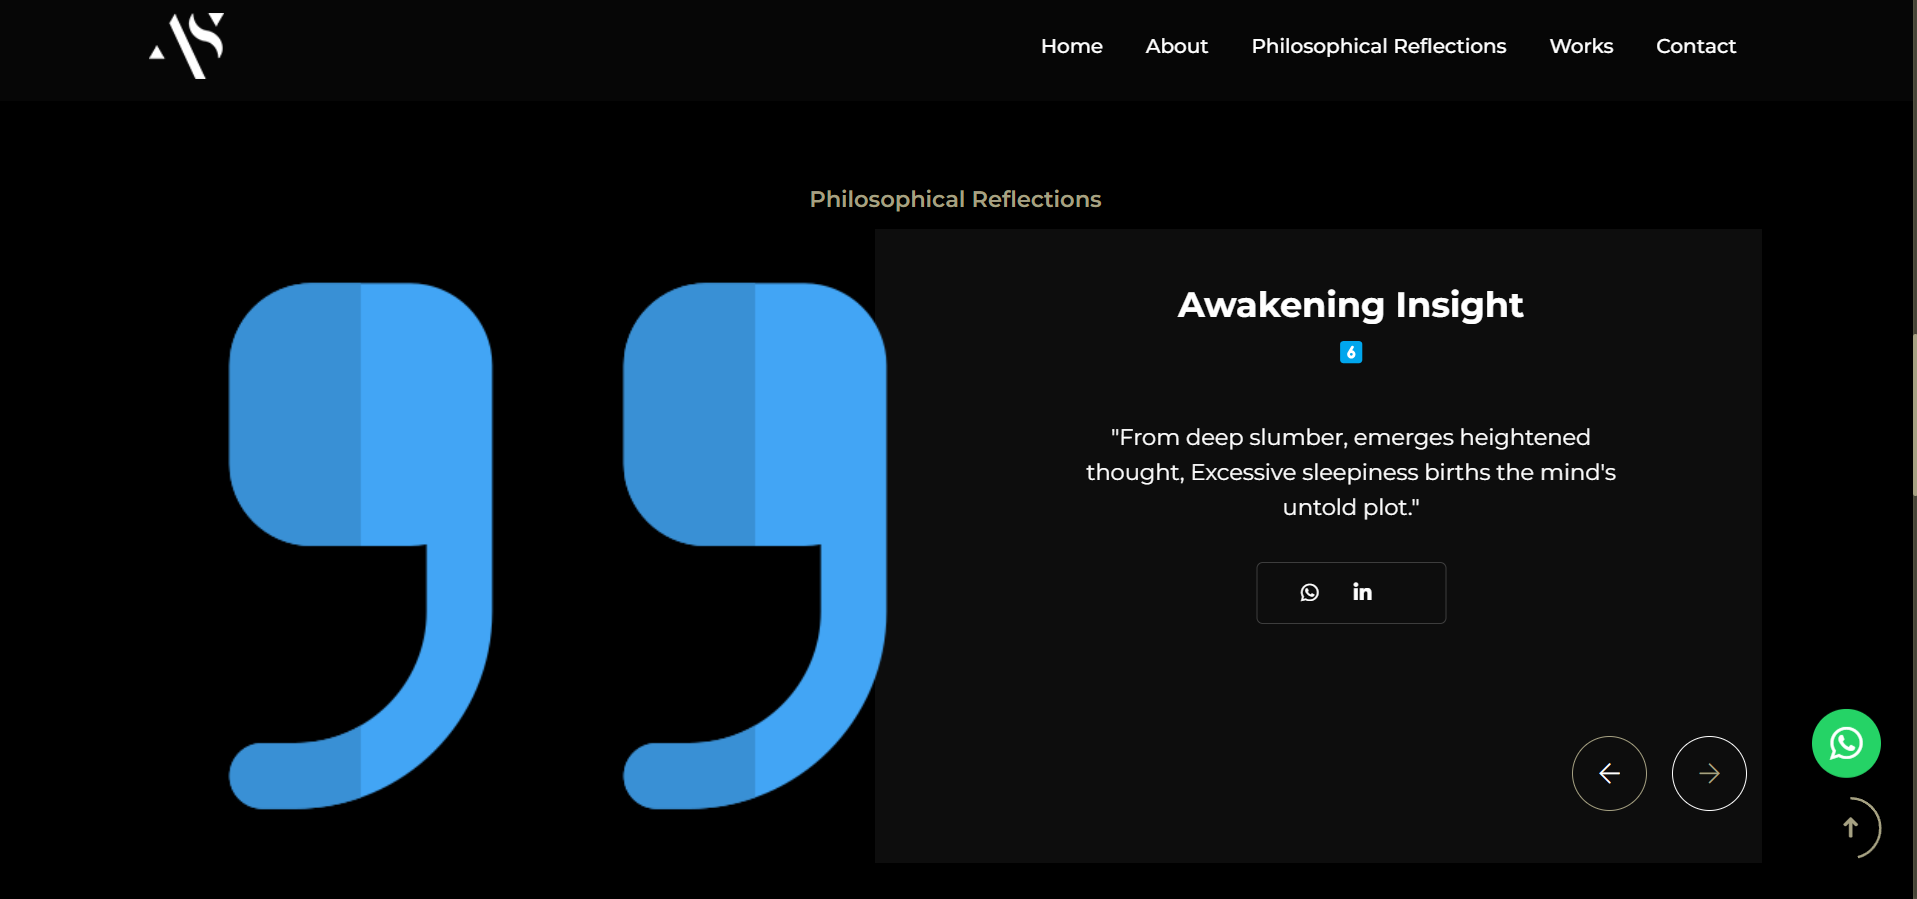 AS
Home About Philosophical Reflections Works Contact
Philosophical Reflections
Awakening Insight
6
"From deep slumber, emerges heightened
thought, Excessive sleepiness births the mind's
untold plot."
in